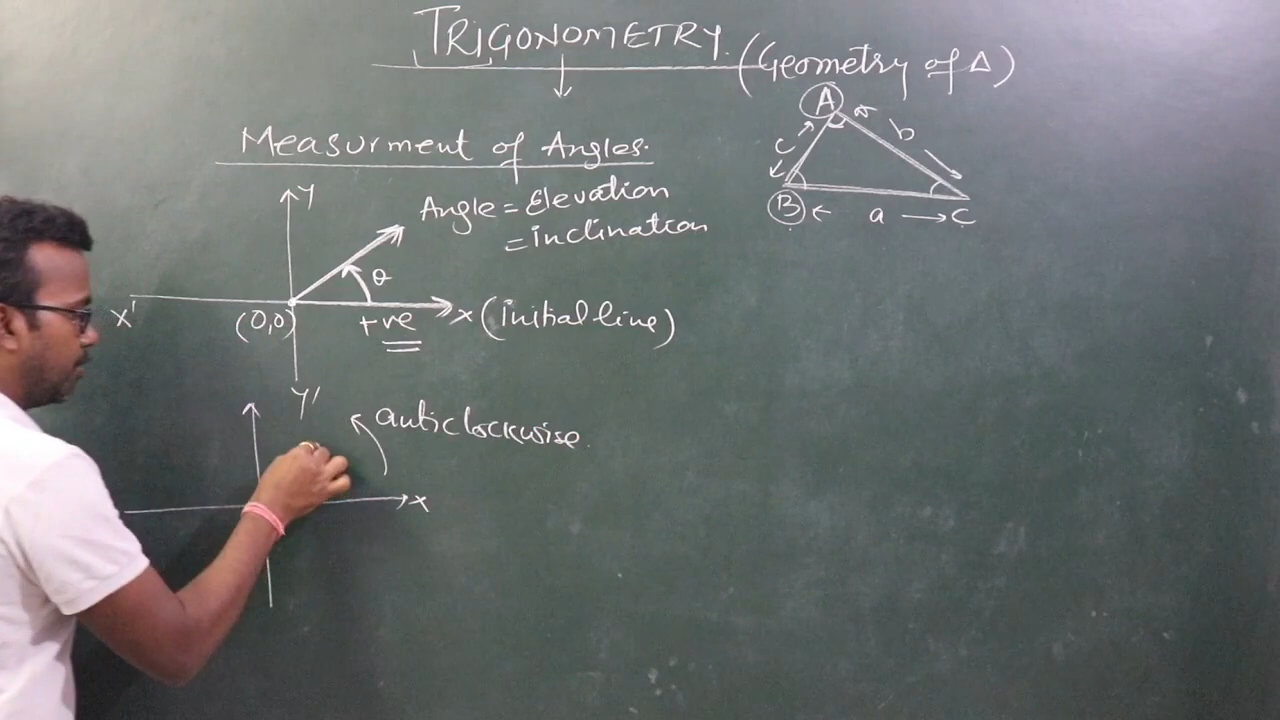 TRIGONOMETRY. (Geometry of Δ)
Measurment of Angles.
A
b
c
B
a
C
Y
Angle = Elevation
= inclination
θ
X'
(0,0)
+ve
X (initial line)
Y'
anticlockwise.
X